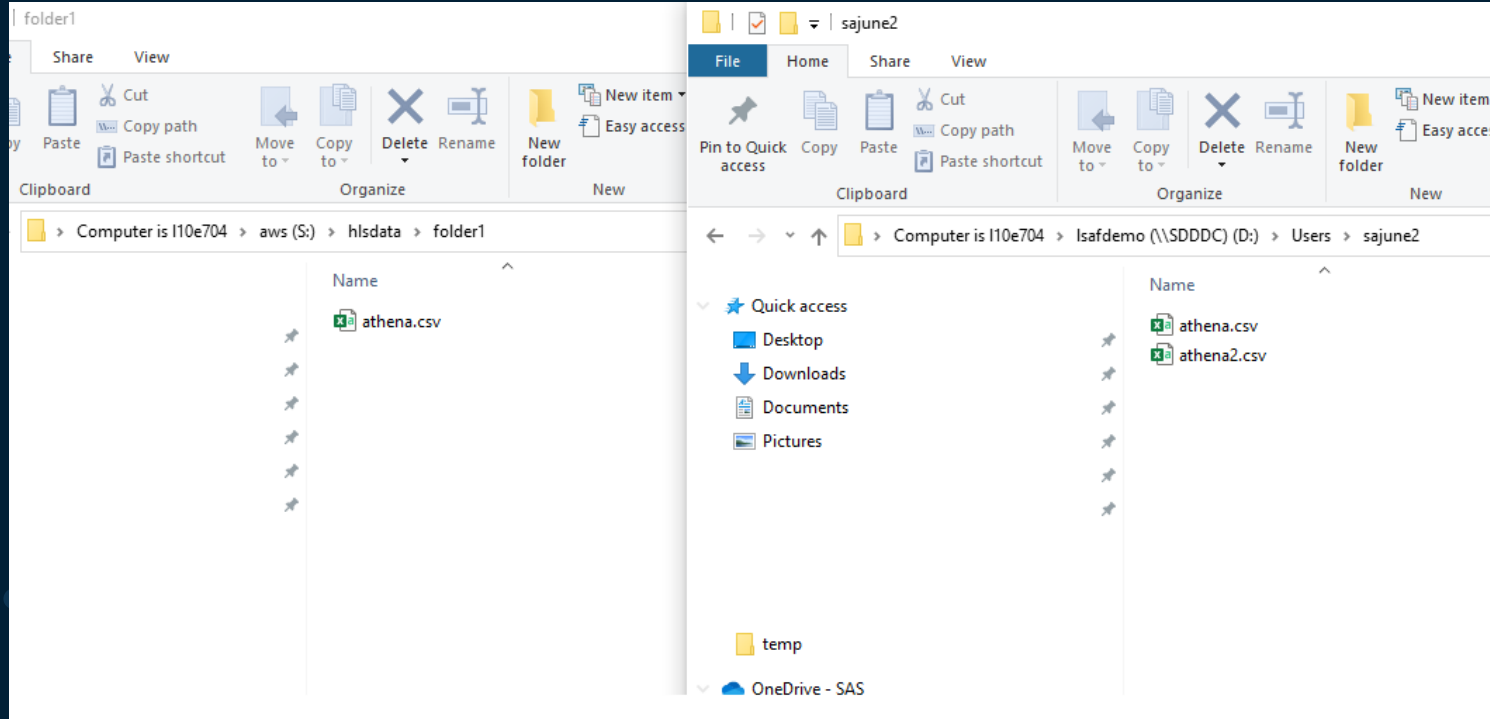 folder1
Share View
Cut
Copy path
Paste shortcut
Paste
Move to
Copy to
Delete
Rename
New folder
New item
Easy access
Clipboard
Organize
New
Computer is l10e704 > aws (S:) > hlsdata > folder1
Name
athena.csv
sajune2
File Home Share View
Pin to Quick access
Copy
Paste
Cut
Copy path
Paste shortcut
Move to
Copy to
Delete
Rename
New folder
New item
Easy acce
Clipboard
Organize
New
Computer is l10e704 > lsafdemo (\\SDDDC) (D:) > Users > sajune2
Quick access
Desktop
Downloads
Documents
Pictures
temp
OneDrive - SAS
Name
athena.csv
athena2.csv